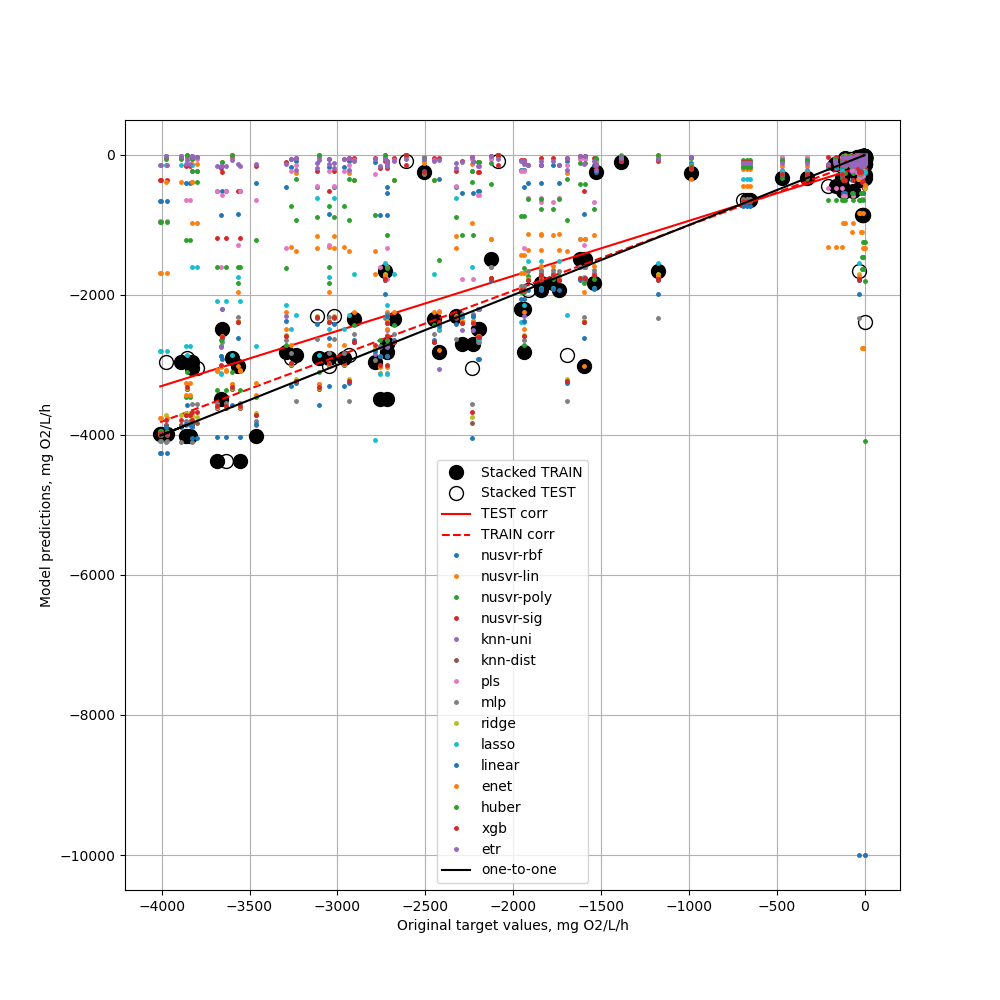 0
−2000
−4000
−6000
−8000
−10000
Model predictions, mg O2/L/h
−4000
−3500
−3000
−2500
−2000
−1500
−1000
−500
0
Original target values, mg O2/L/h
Stacked TRAIN
Stacked TEST
TEST corr
TRAIN corr
nusvr-rbf
nusvr-lin
nusvr-poly
nusvr-sig
knn-uni
knn-dist
pls
mlp
ridge
lasso
linear
enet
huber
xgb
etr
one-to-one